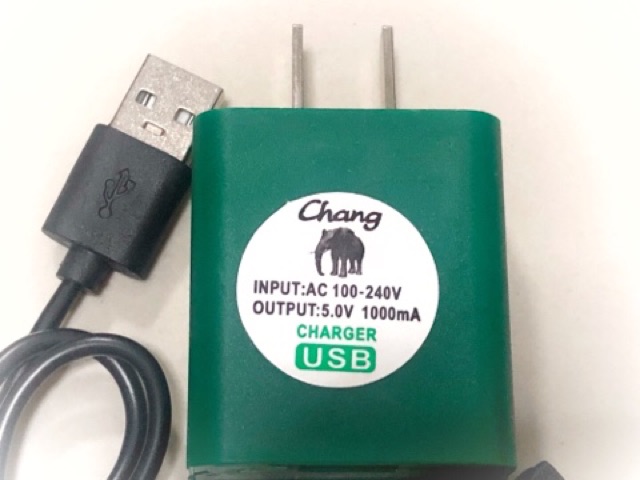 Chang
INPUT:AC 100-240V
OUTPUT:5.0V 1000mA
CHARGER
USB